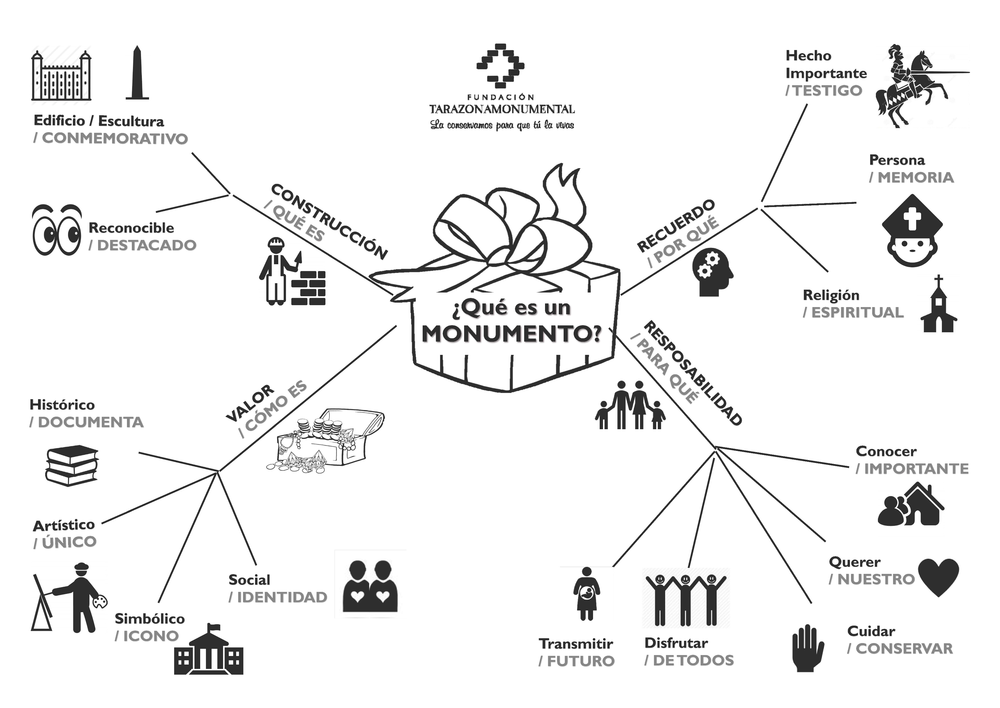 FUNDACIÓN
TARAZONAMONUMENTAL
La conservamos para que tú la vivas
¿Qué es un
MONUMENTO?
CONSTRUCCIÓN
/ QUÉ ES
Edificio / Escultura
/ CONMEMORATIVO
Reconocible
/ DESTACADO
RECUERDO
/ POR QUÉ
Hecho
Importante
/ TESTIGO
Persona
/ MEMORIA
Religión
/ ESPIRITUAL
VALOR
/ CÓMO ES
Histórico
/ DOCUMENTA
Artístico
/ ÚNICO
Simbólico
/ ICONO
Social
/ IDENTIDAD
RESPOSABILIDAD
/ PARA QUÉ
Conocer
/ IMPORTANTE
Querer
/ NUESTRO
Cuidar
/ CONSERVAR
Disfrutar
/ DE TODOS
Transmitir
/ FUTURO